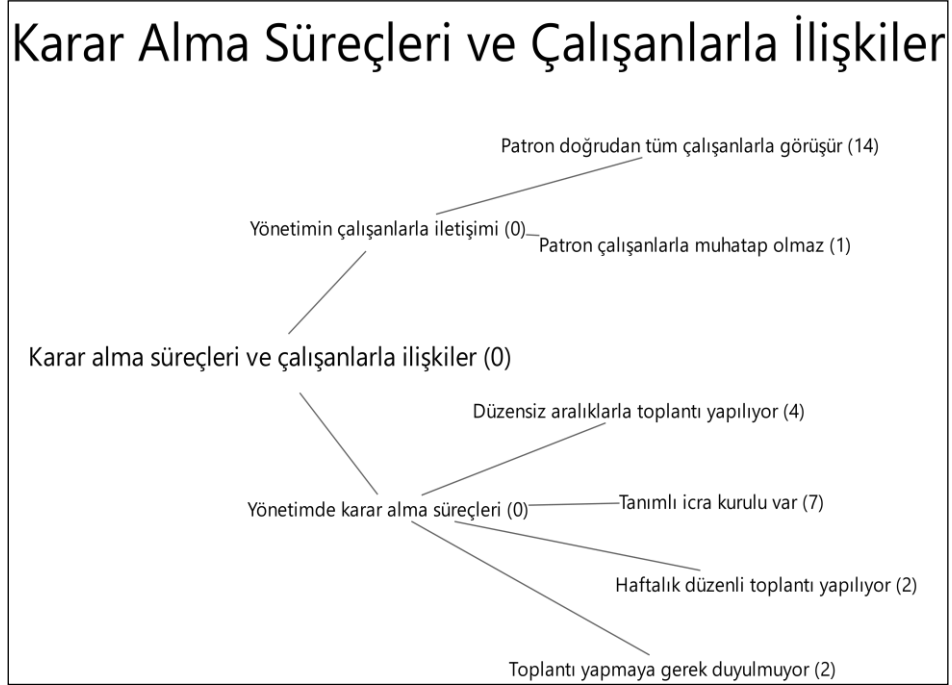 Karar Alma Süreçleri ve Çalışanlarla İlişkiler
Patron doğrudan tüm çalışanlarla görüşür (14)
Yönetimin çalışanlarla iletişimi (0)
Patron çalışanlarla muhatap olmaz (1)
Karar alma süreçleri ve çalışanlarla ilişkiler (0)
Düzensiz aralıklarla toplantı yapılıyor (4)
Yönetimde karar alma süreçleri (0)
Tanımlı icra kurulu var (7)
Haftalık düzenli toplantı yapılıyor (2)
Toplantı yapmaya gerek duyulmuyor (2)